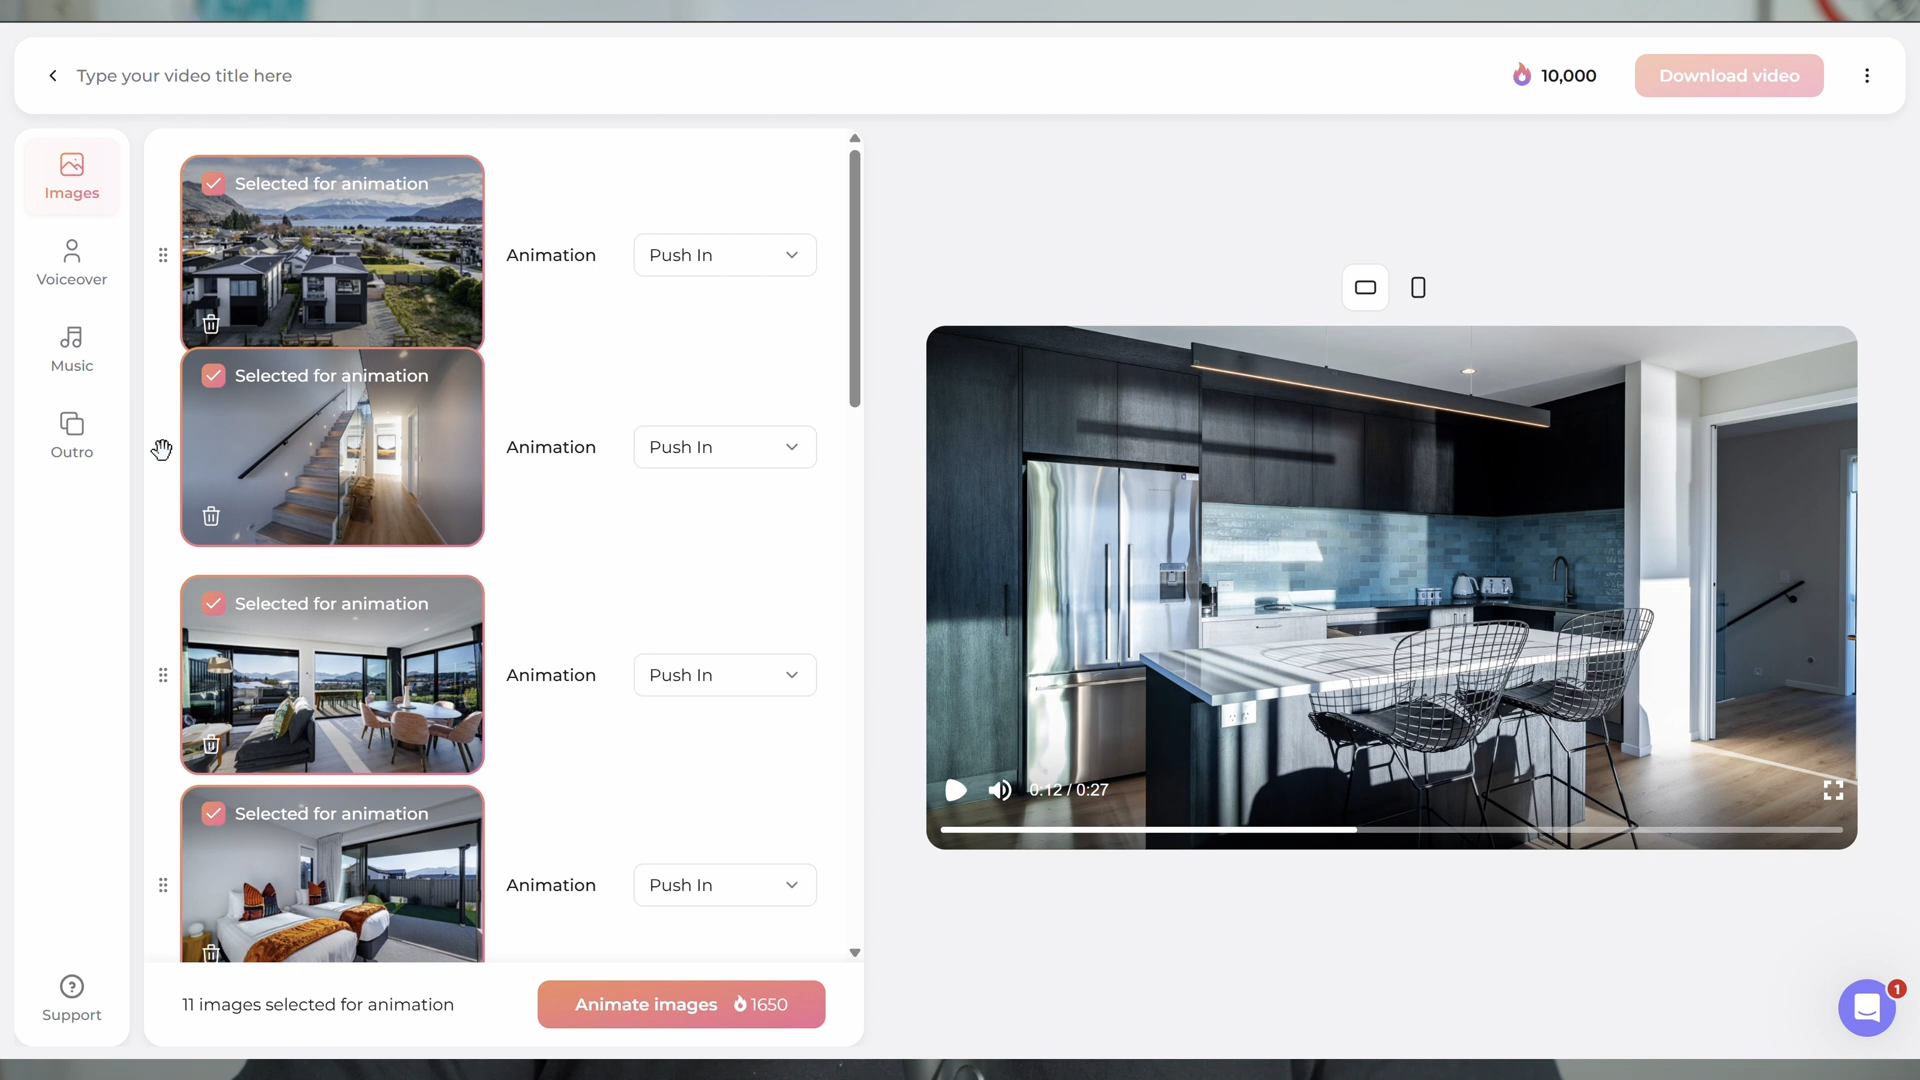 Type your video title here
10,000
Download video
Images
Voiceover
Music
Outro
Support
Selected for animation
Animation
Push In
Selected for animation
Animation
Push In
Selected for animation
Animation
Push In
Selected for animation
Animation
Push In
11 images selected for animation
Animate images 1650
0:12 / 0:27
1